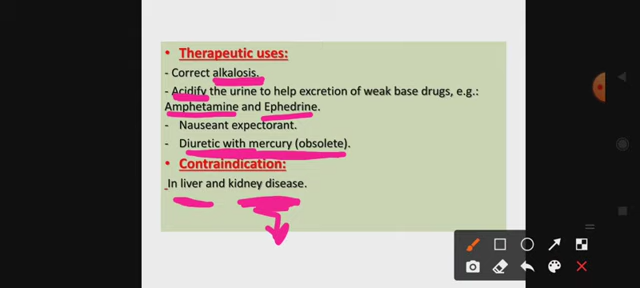 • Therapeutic uses:
- Correct alkalosis.
- Acidify the urine to help excretion of weak base drugs, e.g.:
Amphetamine and Ephedrine.
- Nauseant expectorant.
- Diuretic with mercury (obsolete).
• Contraindication:
-In liver and kidney disease.